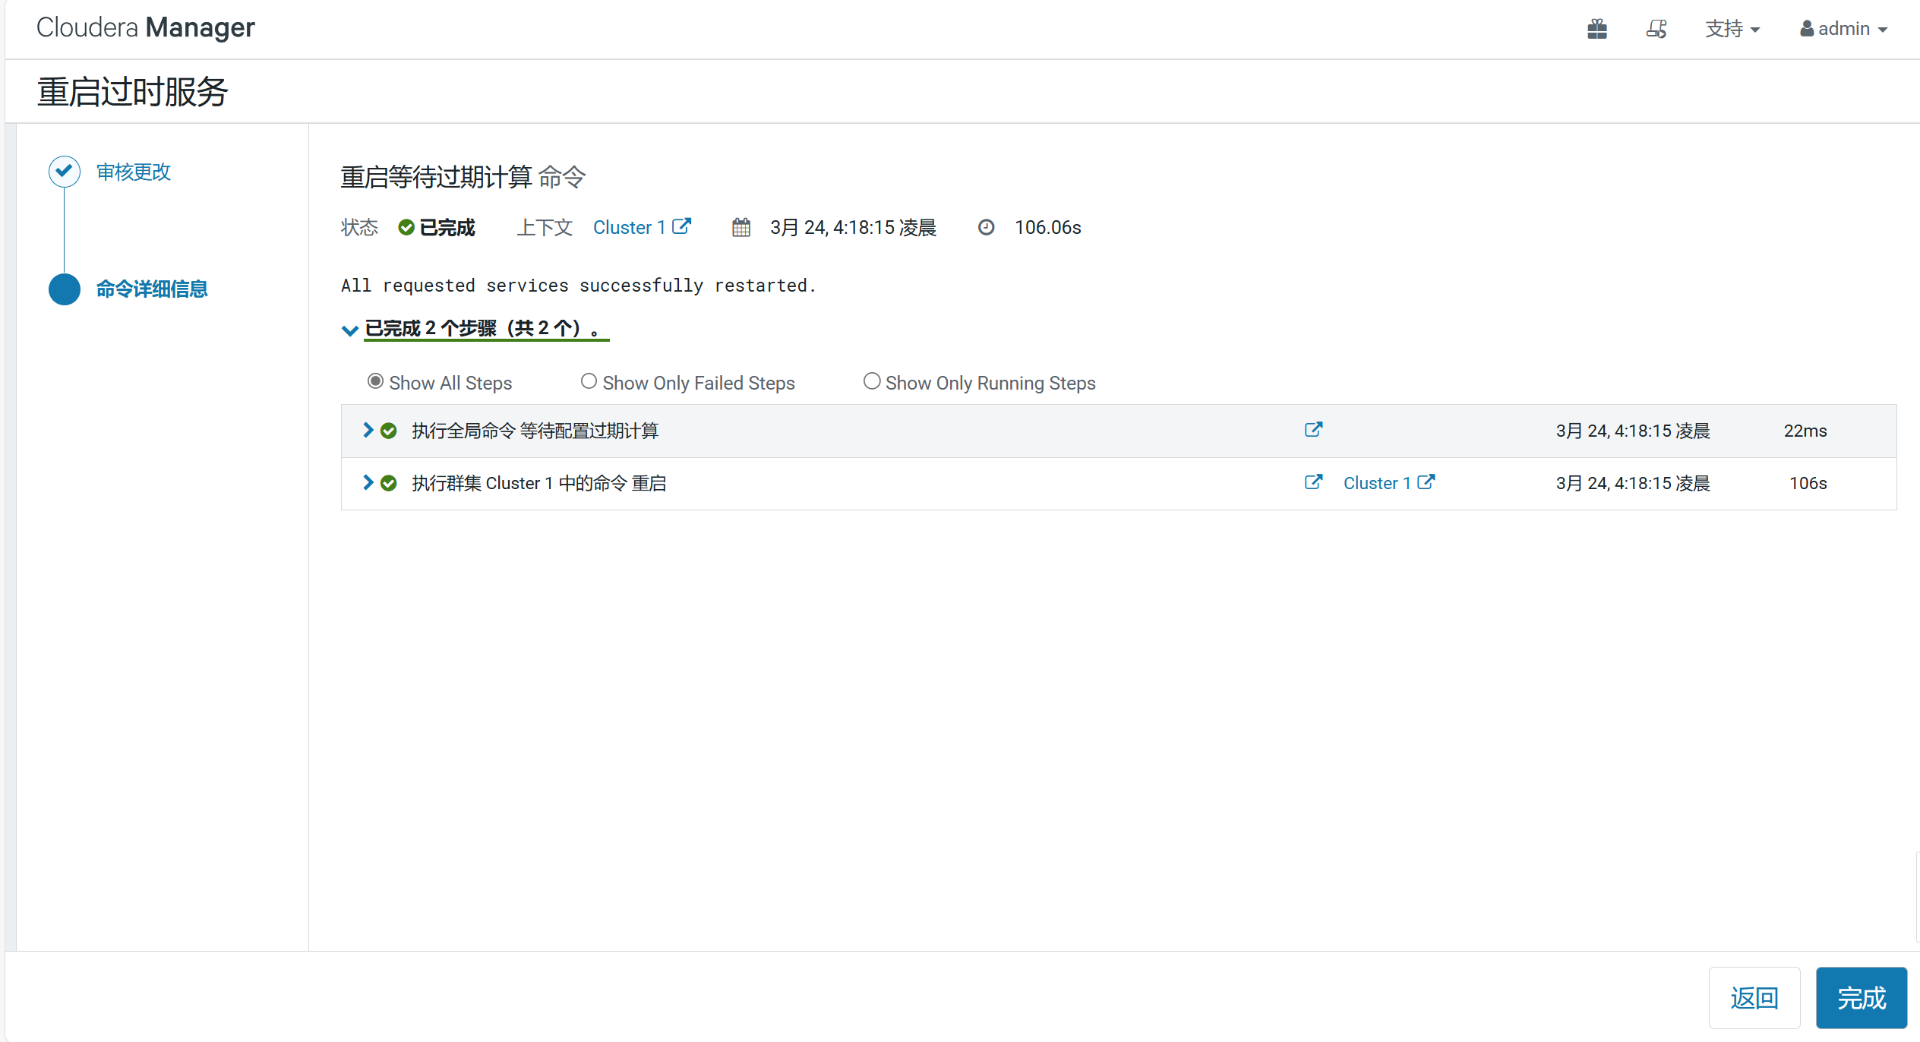 Cloudera Manager
支持
admin
重启过时服务
审核更改
命令详细信息
重启等待过期计算 命令
状态 已完成 上下文 Cluster 1 3月 24, 4:18:15 凌晨 106.06s
All requested services successfully restarted.
已完成 2 个步骤（共 2 个）。
Show All Steps Show Only Failed Steps Show Only Running Steps
执行全局命令 等待配置过期计算 3月 24, 4:18:15 凌晨 22ms
执行群集 Cluster 1 中的命令 重启 Cluster 1 3月 24, 4:18:15 凌晨 106s
返回
完成